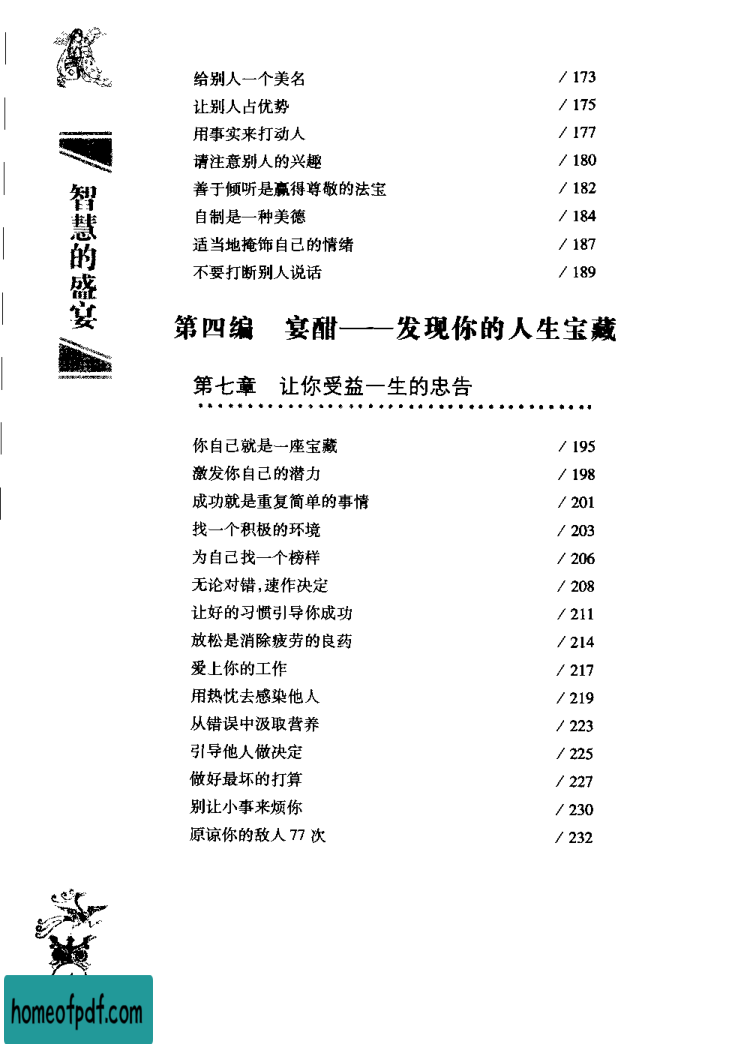 给别人一个美名 / 173
让别人占优势 / 175
用事实来打动人 / 177
请注意别人的兴趣 / 180
善于倾听是赢得尊敬的法宝 / 182
自制是一种美德 / 184
适当地掩饰自己的情绪 / 187
不要打断别人说话 / 189
智慧的盛宴
第四编 宴酣——发现你的人生宝藏
第七章 让你受益一生的忠告
你自己就是一座宝藏 / 195
激发你自己的潜力 / 198
成功就是重复简单的事情 / 201
找一个积极的环境 / 203
为自己找一个榜样 / 206
无论对错,速作决定 / 208
让好的习惯引导你成功 / 211
放松是消除疲劳的良药 / 214
爱上你的工作 / 217
用热忱去感染他人 / 219
从错误中汲取营养 / 223
引导他人做决定 / 225
做好最坏的打算 / 227
别让小事来烦你 / 230
原谅你的敌人 77 次 / 232
homeofpdf.com